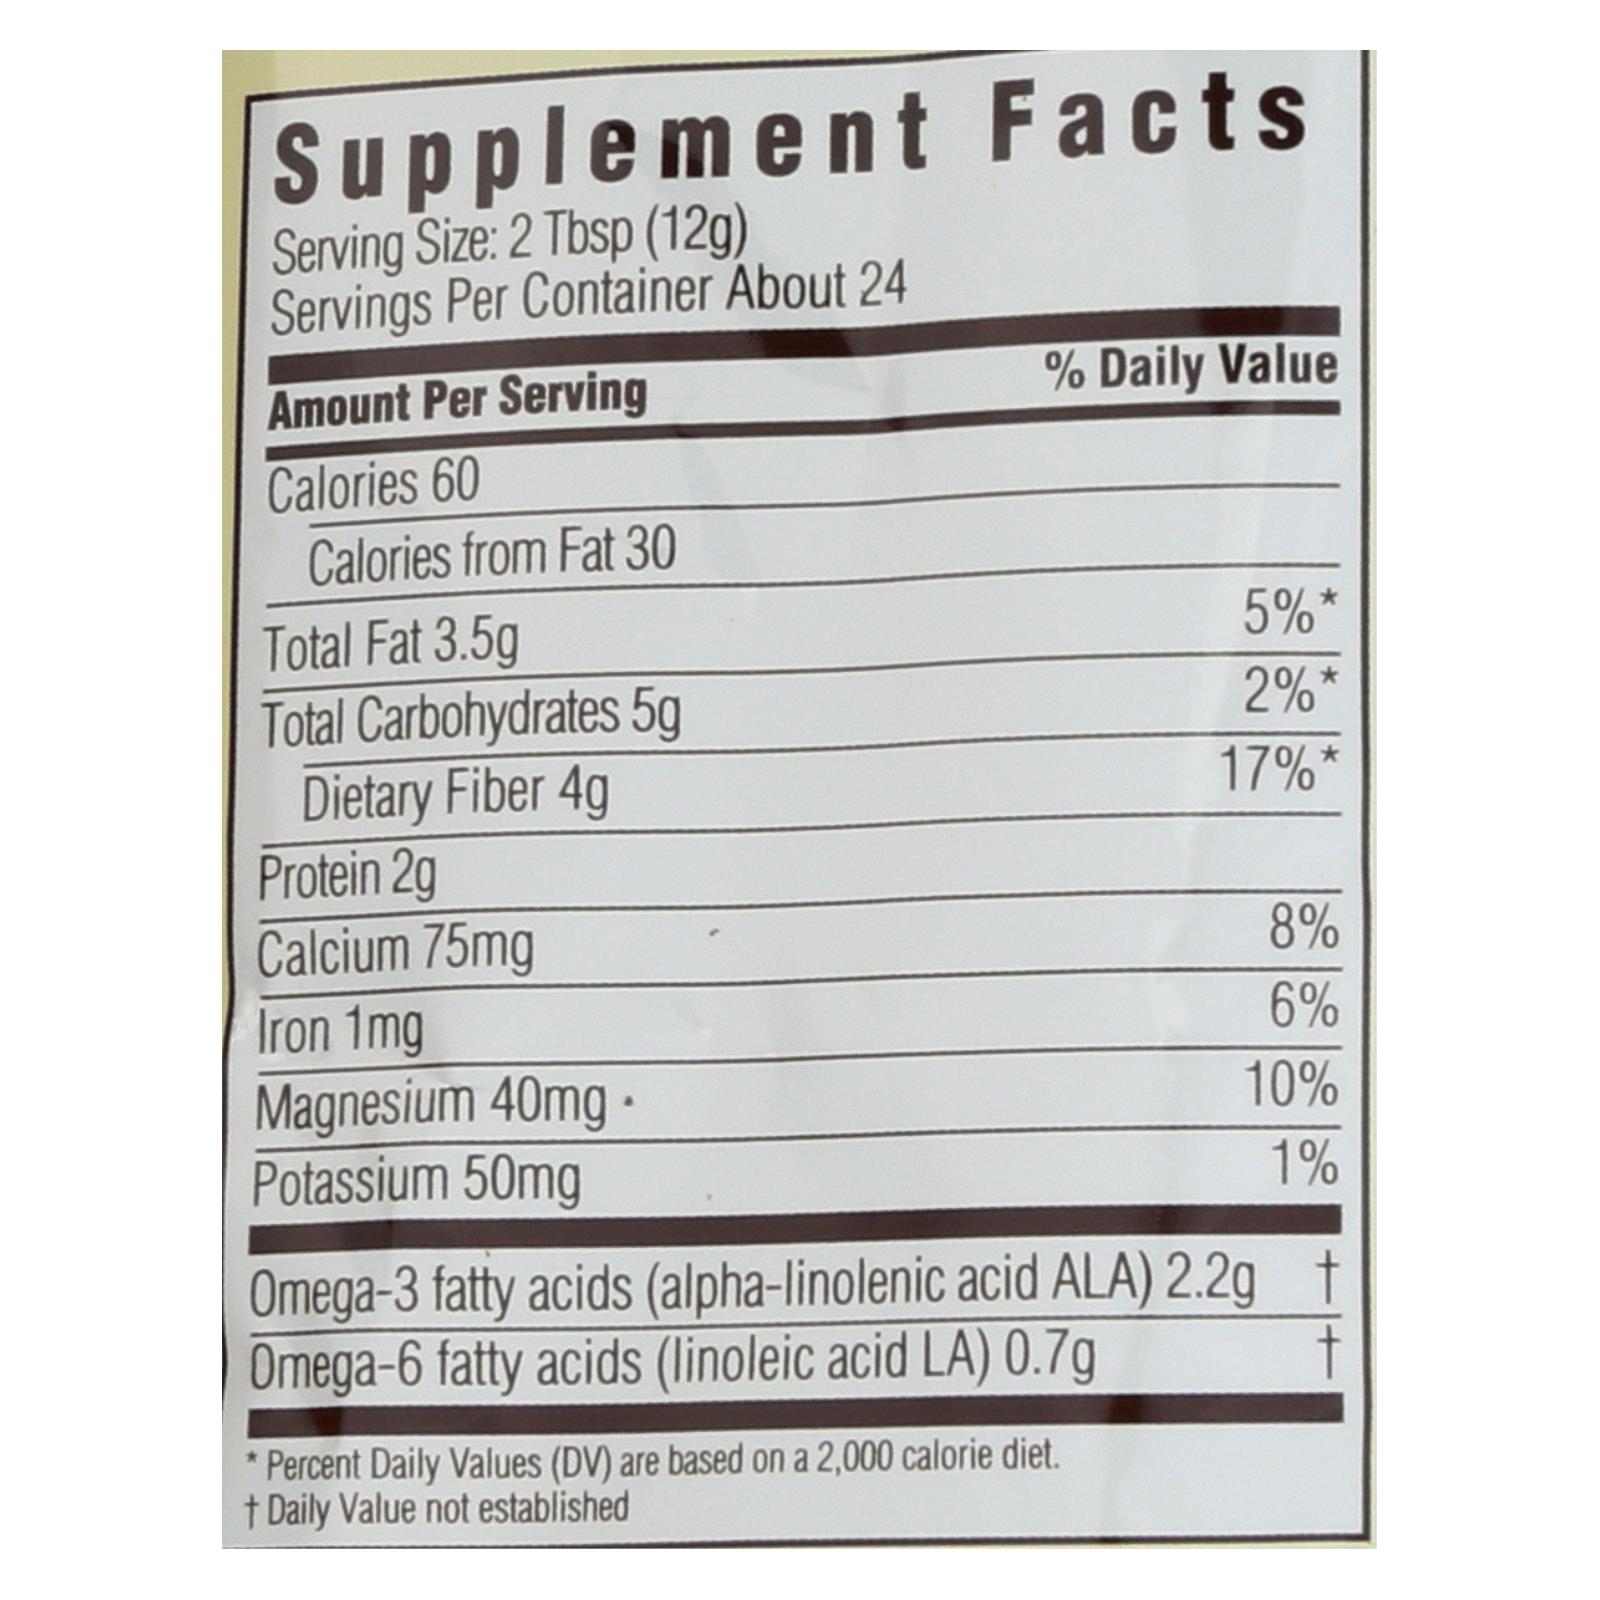 Supplement Facts
Serving Size: 2 Tbsp (12g)
Servings Per Container About 24
Amount Per Serving % Daily Value
Calories 60
Calories from Fat 30
Total Fat 3.5g 5%*
Total Carbohydrates 5g 2%*
Dietary Fiber 4g 17%*
Protein 2g
Calcium 75mg 8%
Iron 1mg 6%
Magnesium 40mg 10%
Potassium 50mg 1%
Omega-3 fatty acids (alpha-linolenic acid ALA) 2.2g †
Omega-6 fatty acids (linoleic acid LA) 0.7g †
* Percent Daily Values (DV) are based on a 2,000 calorie diet.
† Daily Value not established